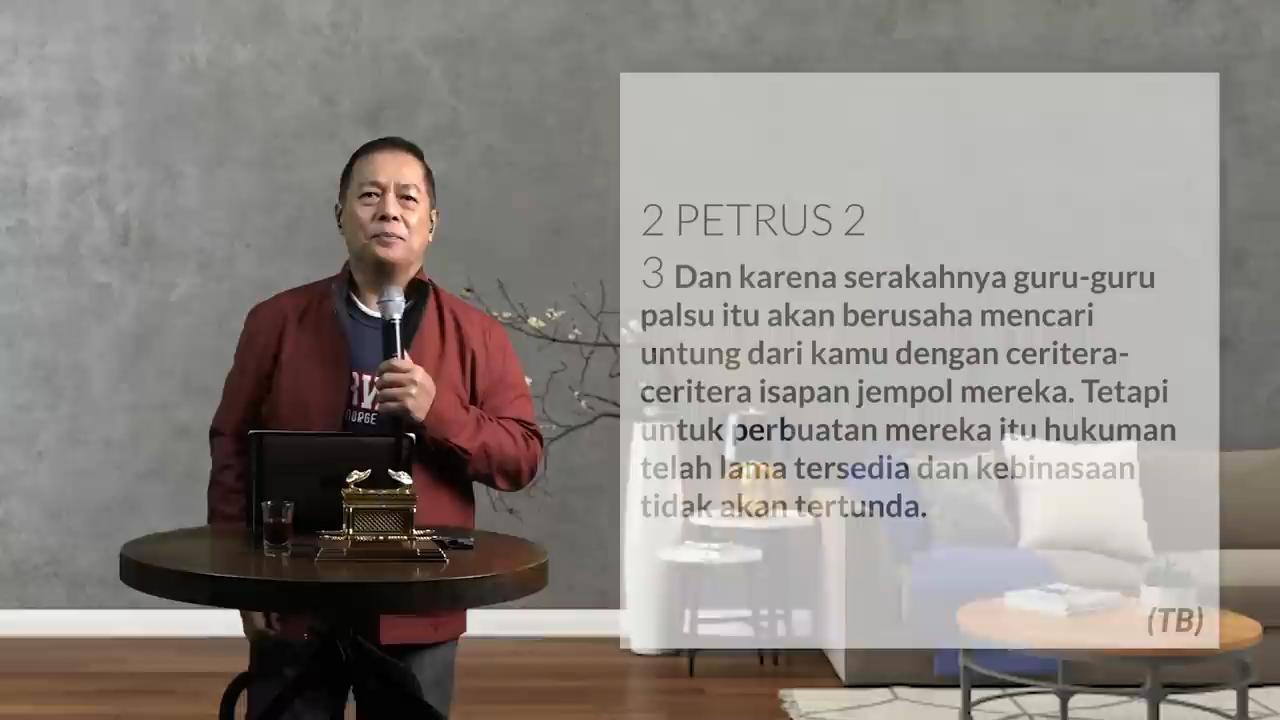 2 PETRUS 2
3 Dan karena serakahnya guru-guru
palsu itu akan berusaha mencari
untung dari kamu dengan ceritera-
ceritera isapan jempol mereka. Tetapi
untuk perbuatan mereka itu hukuman
telah lama tersedia dan kebinasaan
tidak akan tertunda.
(TB)